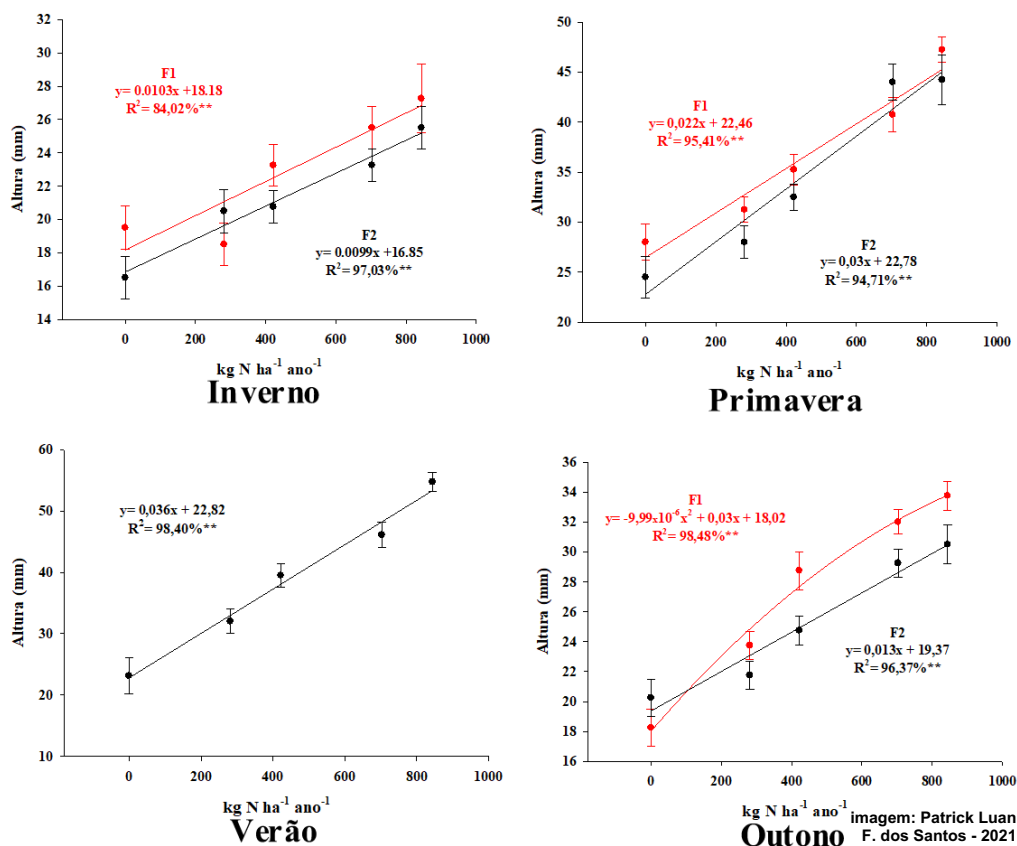 32
30
28
26
24
22
20
18
16
14
Altura (mm)
F1
y= 0.0103x +18.18
R²= 84,02%**
F2
y= 0.0099x +16.85
R²= 97,03%**
0 200 400 600 800 1000
kg N ha⁻¹ ano⁻¹
Inverno
50
45
40
35
30
25
20
Altura (mm)
F1
y= 0,022x + 22,46
R²= 95,41%**
F2
y= 0,03x + 22,78
R²= 94,71%**
0 200 400 600 800 1000
kg N ha⁻¹ ano⁻¹
Primavera
60
50
40
30
20
10
Altura (mm)
y= 0,036x + 22,82
R²= 98,40%**
0 200 400 600 800 1000
kg N ha⁻¹ ano⁻¹
Verão
36
34
32
30
28
26
24
22
20
18
16
Altura (mm)
F1
y= -9,99x10⁻⁶x² + 0,03x + 18,02
R²= 98,48%**
F2
y= 0,013x + 19,37
R²= 96,37%**
0 200 400 600 800 1000
kg N ha⁻¹ ano⁻¹
Outono
imagem: Patrick Luan
F. dos Santos - 2021